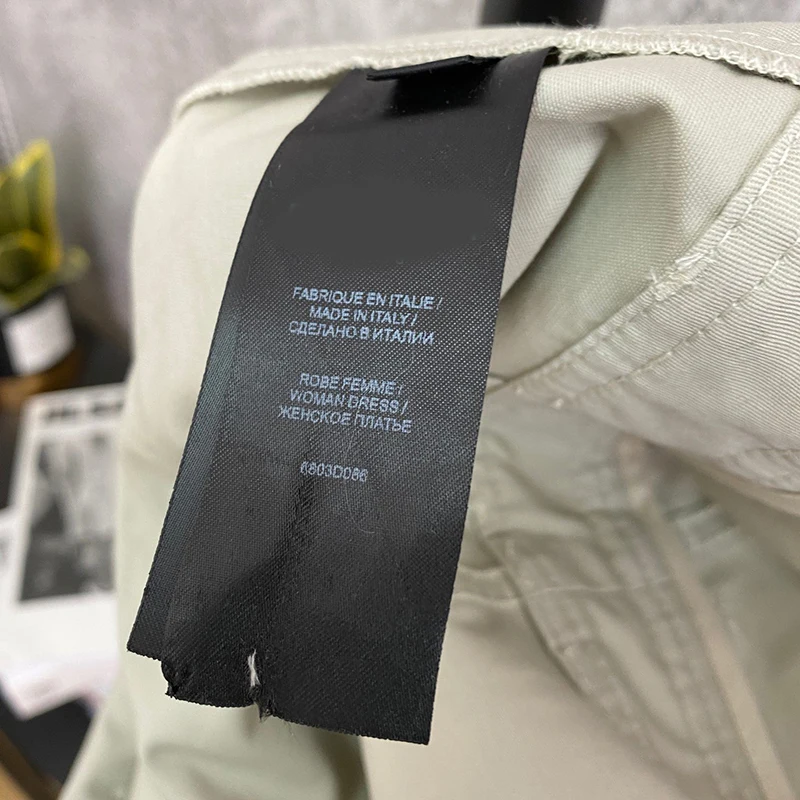 FABRIQUE EN ITALIE /
MADE IN ITALY /
СДЕЛАНО В ИТАЛИИ
ROBE FEMME /
WOMAN DRESS /
ЖЕНСКОЕ ПЛАТЬЕ
6803D086